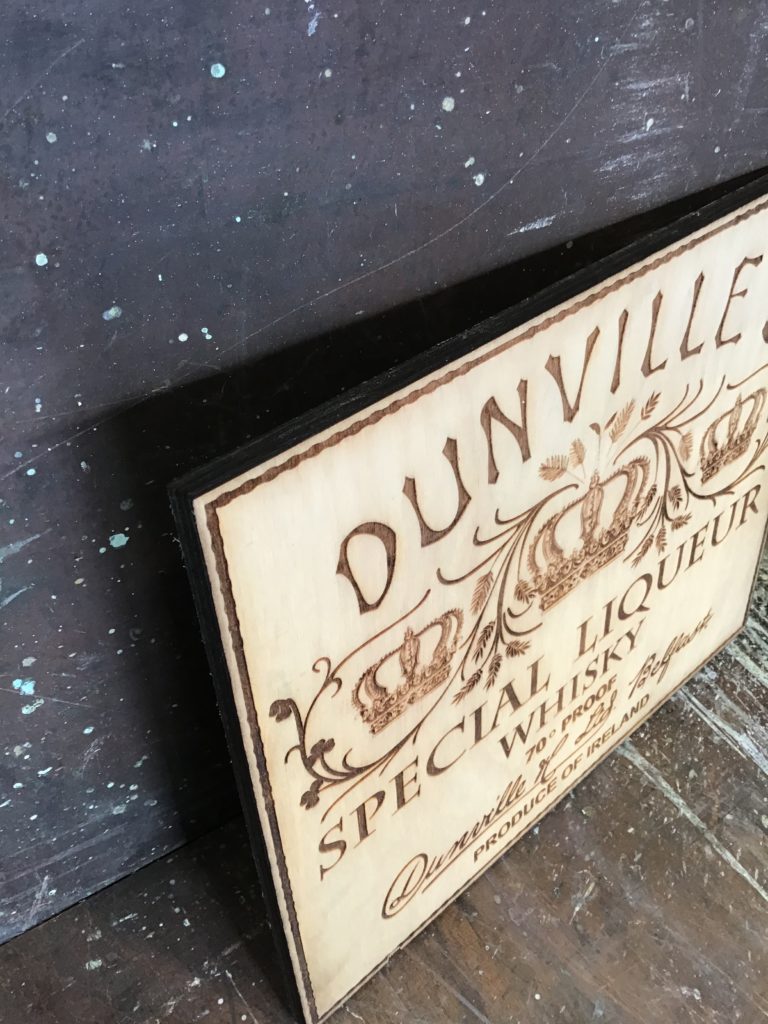 DUNVILLE
SPECIAL LIQUEUR
WHISKY
70° PROOF
Dunville & Co Ltd Belfast
PRODUCE OF IRELAND